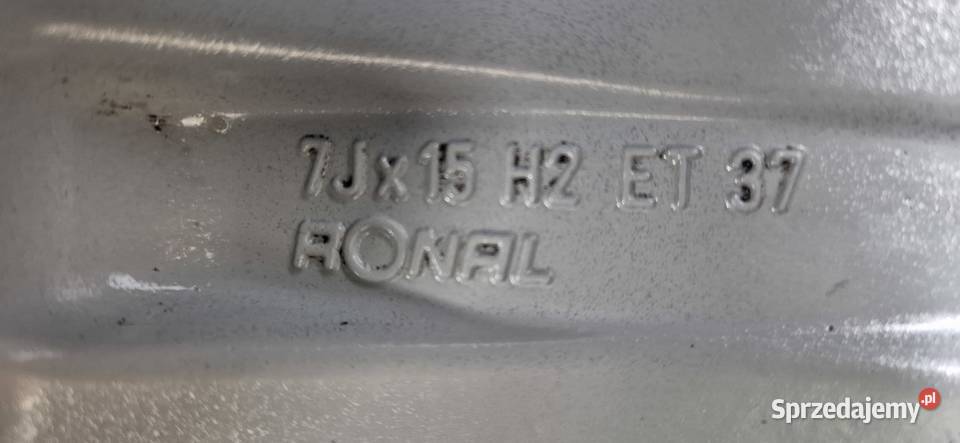 7Jx15 H2 ET 37
RONAL
Sprzedajemy.pl